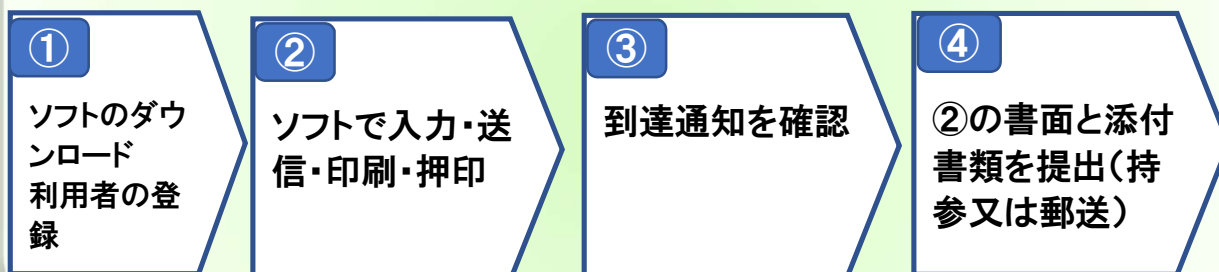 ①
ソフトのダウ
ンロード
利用者の登
録
②
ソフトで入力・送
信・印刷・押印
③
到達通知を確認
④
②の書面と添付
書類を提出（持
参又は郵送）